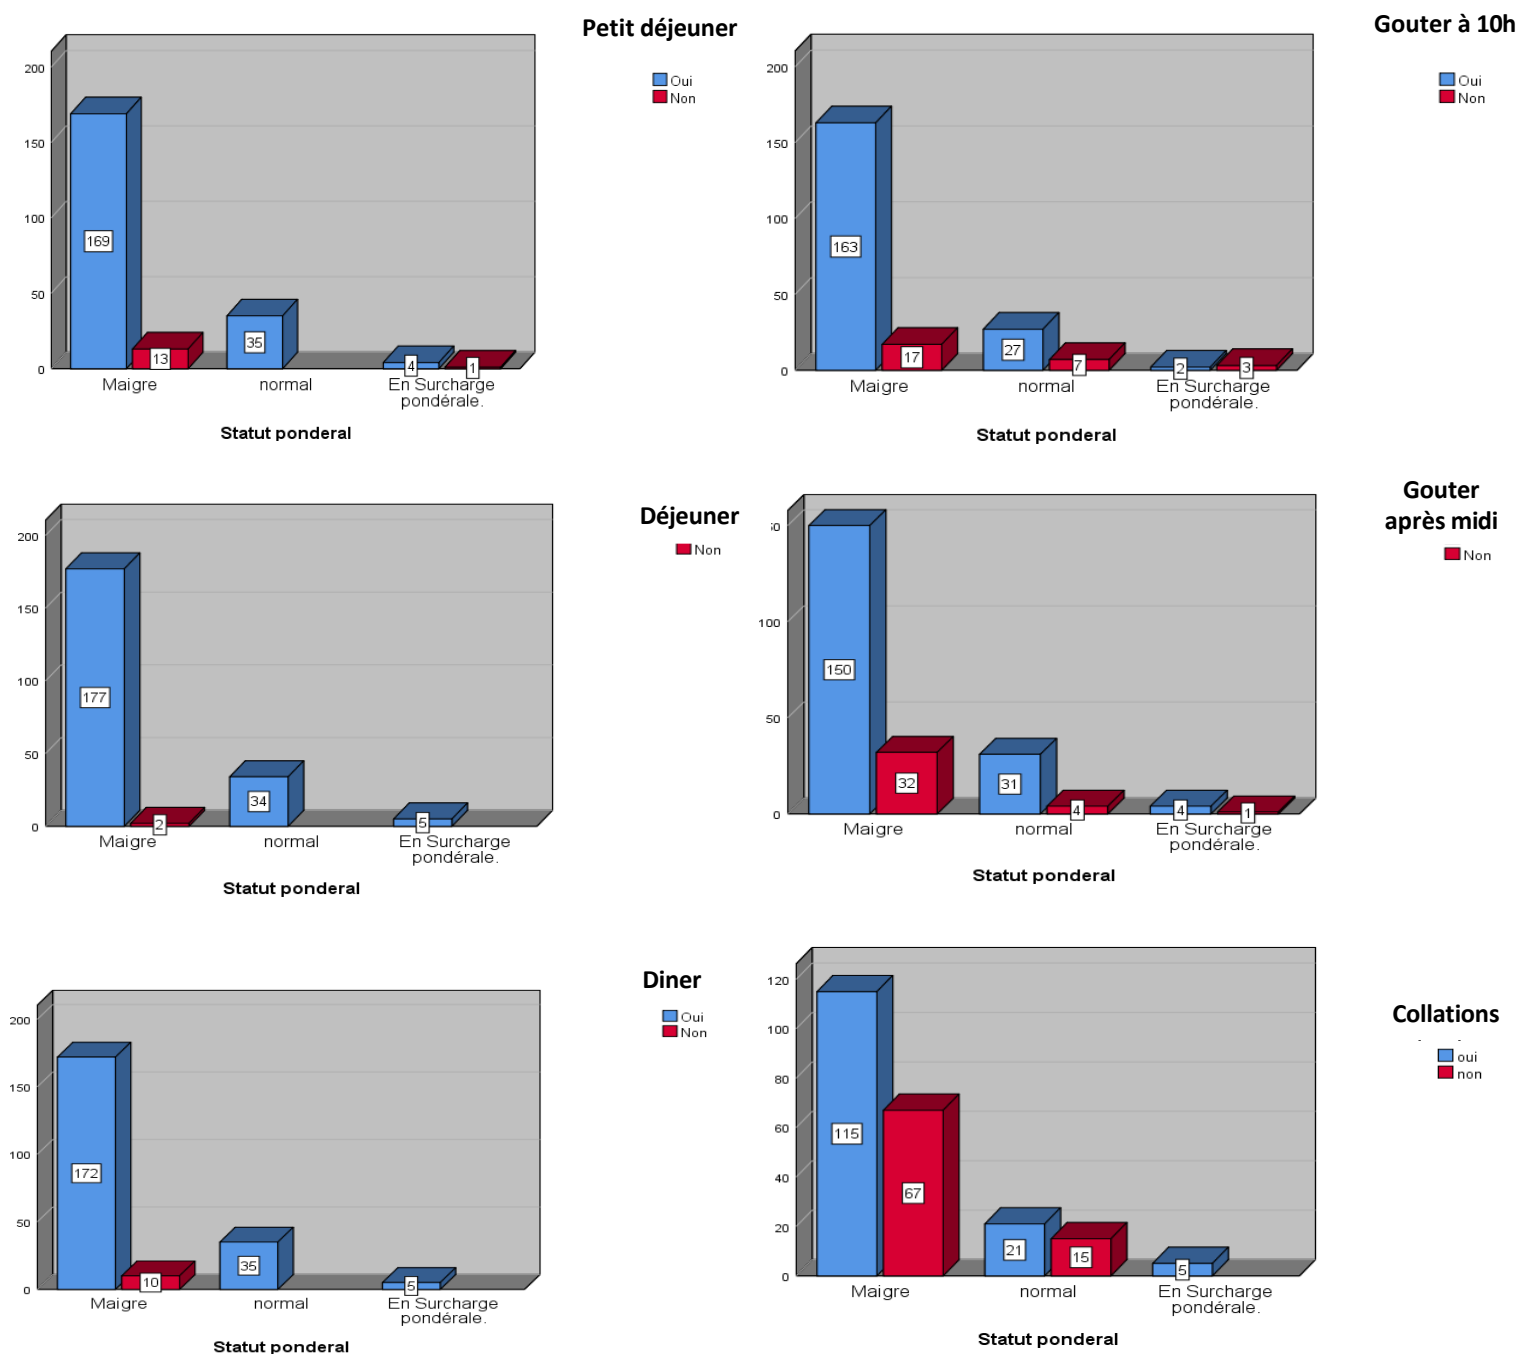 Petit déjeuner
Oui
Non
200
150
100
50
0
169
13
35
4
1
Maigre
normal
En Surcharge
pondérale.
Statut ponderal
Gouter à 10h
Oui
Non
200
150
100
50
0
163
17
27
7
2
3
Maigre
normal
En Surcharge
pondérale.
Statut ponderal
Déjeuner
Non
200
150
100
50
0
177
2
34
5
Maigre
normal
En Surcharge
pondérale.
Statut ponderal
Gouter
après midi
Non
50
100
50
0
150
32
31
4
4
1
Maigre
normal
En Surcharge
pondérale.
Statut ponderal
Diner
Oui
Non
200
150
100
50
0
172
10
35
5
Maigre
normal
En Surcharge
pondérale.
Statut ponderal
Collations
oui
non
120
100
80
60
40
20
0
115
67
21
15
5
Maigre
normal
En Surcharge
pondérale.
Statut ponderal